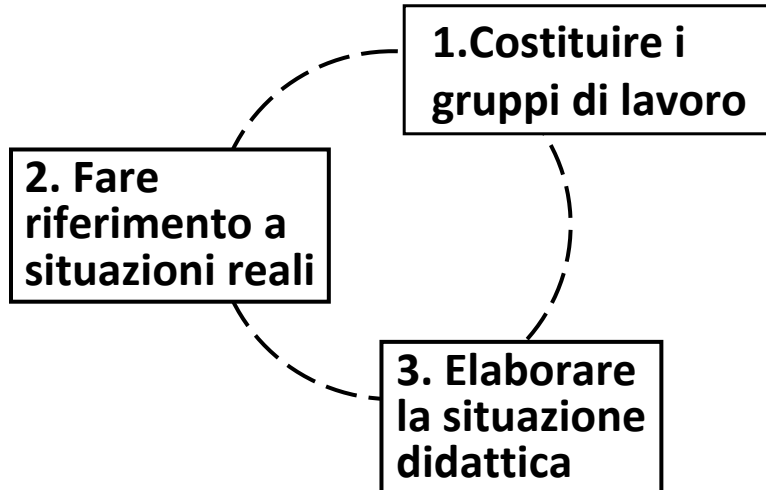 1.Costituire i
gruppi di lavoro
2. Fare
riferimento a
situazioni reali
3. Elaborare
la situazione
didattica